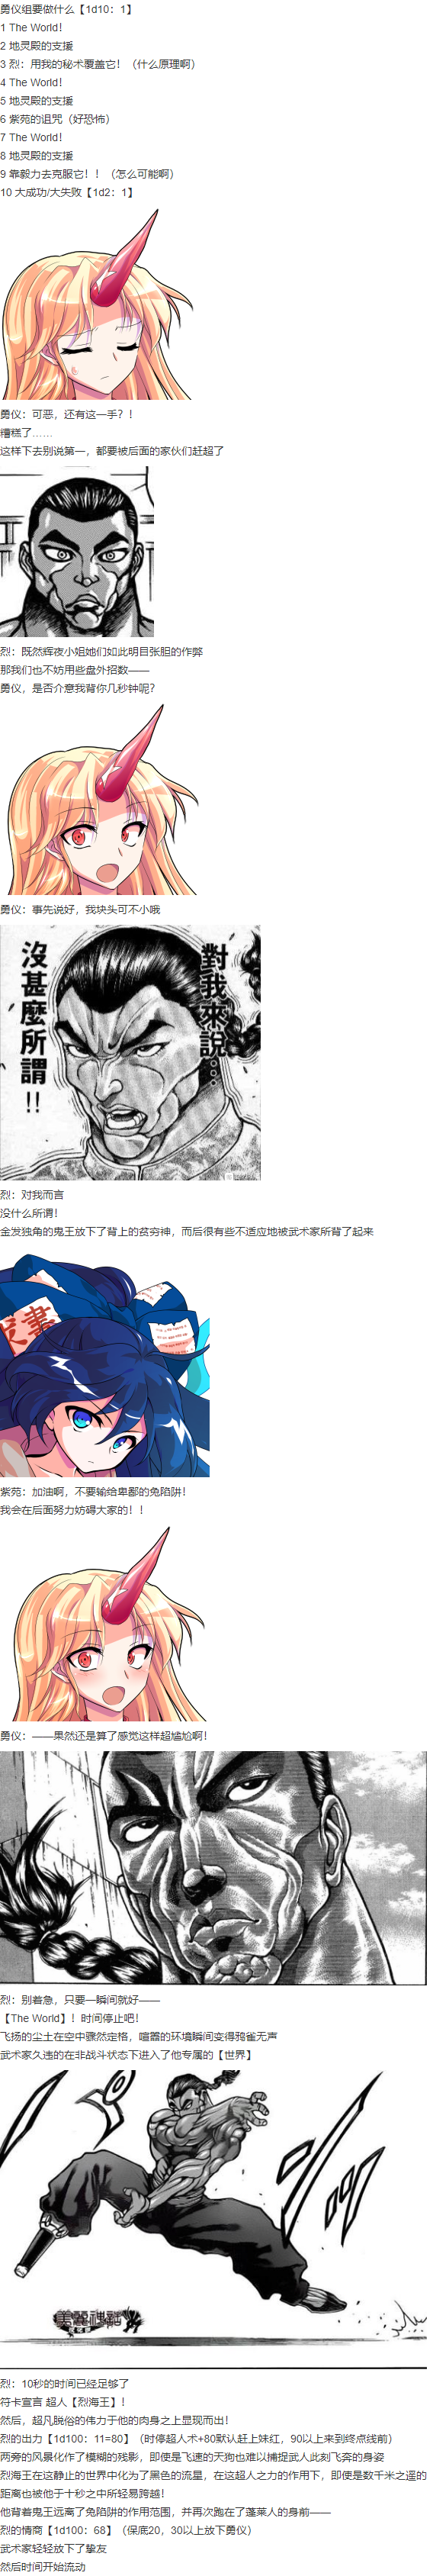 勇仪组要做什么【1d10：1】
1 The World！
2 地灵殿的支援
3 烈：用我的秘术覆盖它！（什么原理啊）
4 The World！
5 地灵殿的支援
6 紫苑的诅咒（好恐怖）
7 The World！
8 地灵殿的支援
9 靠毅力去克服它！！（怎么可能啊）
10 大成功/大失败【1d2：1】
勇仪：可恶，还有这一手？！
糟糕了……
这样下去别说第一，都要被后面的家伙们赶超了
烈：既然辉夜小姐她们如此明目张胆的作弊
那我们也不妨用些盘外招数——
勇仪，是否介意我背你几秒钟呢？
勇仪：事先说好，我块头可不小哦
對我來說…
沒甚麼所謂!!
烈：对我而言
没什么所谓！
金发独角的鬼王放下了背上的贫穷神，而后很有些不适应地被武术家所背了起来
紫苑：加油啊，不要输给卑鄙的兔陷阱！
我会在后面努力妨碍大家的！！
勇仪：——果然还是算了感觉这样超尴尬啊！
烈：别着急，只要一瞬间就好——
【The World】！时间停止吧！
飞扬的尘土在空中骤然定格，喧嚣的环境瞬间变得鸦雀无声
武术家久违的在非战斗状态下进入了他专属的【世界】
烈：10秒的时间已经足够了
符卡宣言 超人【烈海王】！
然后，超凡脱俗的伟力于他的肉身之上显现而出！
烈的出力【1d100：11=80】（时停超人术+80默认赶上妹红，90以上来到终点线前）
两旁的风景化作了模糊的残影，即使是飞速的天狗也难以捕捉武人此刻飞奔的身姿
烈海王在这静止的世界中化为了黑色的流星，在这超人之力的作用下，即便是数千米之遥的
距离也被他于十秒之中所轻易跨越！
他背着鬼王远离了兔陷阱的作用范围，并再次跑在了蓬莱人的身前——
烈的情商【1d100：68】（保底20，30以上放下勇仪）
武术家轻轻放下了挚友
然后时间开始流动